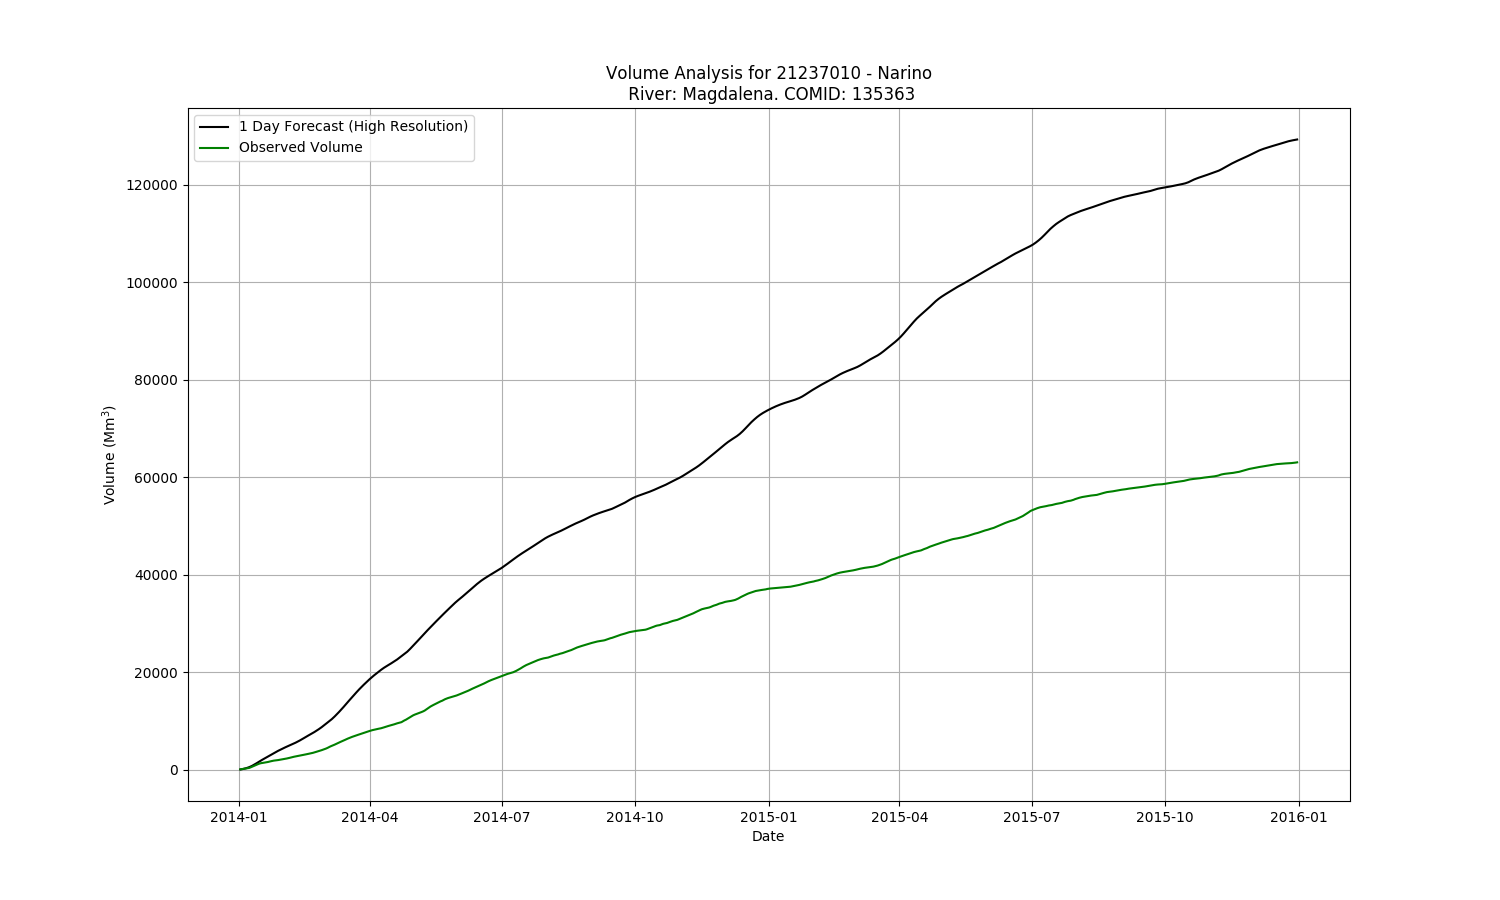 Volume Analysis for 21237010 - Narino
River: Magdalena. COMID: 135363
1 Day Forecast (High Resolution)
Observed Volume
120000
100000
80000
60000
40000
20000
0
Volume (Mm³)
2014-01 2014-04 2014-07 2014-10 2015-01 2015-04 2015-07 2015-10 2016-01
Date